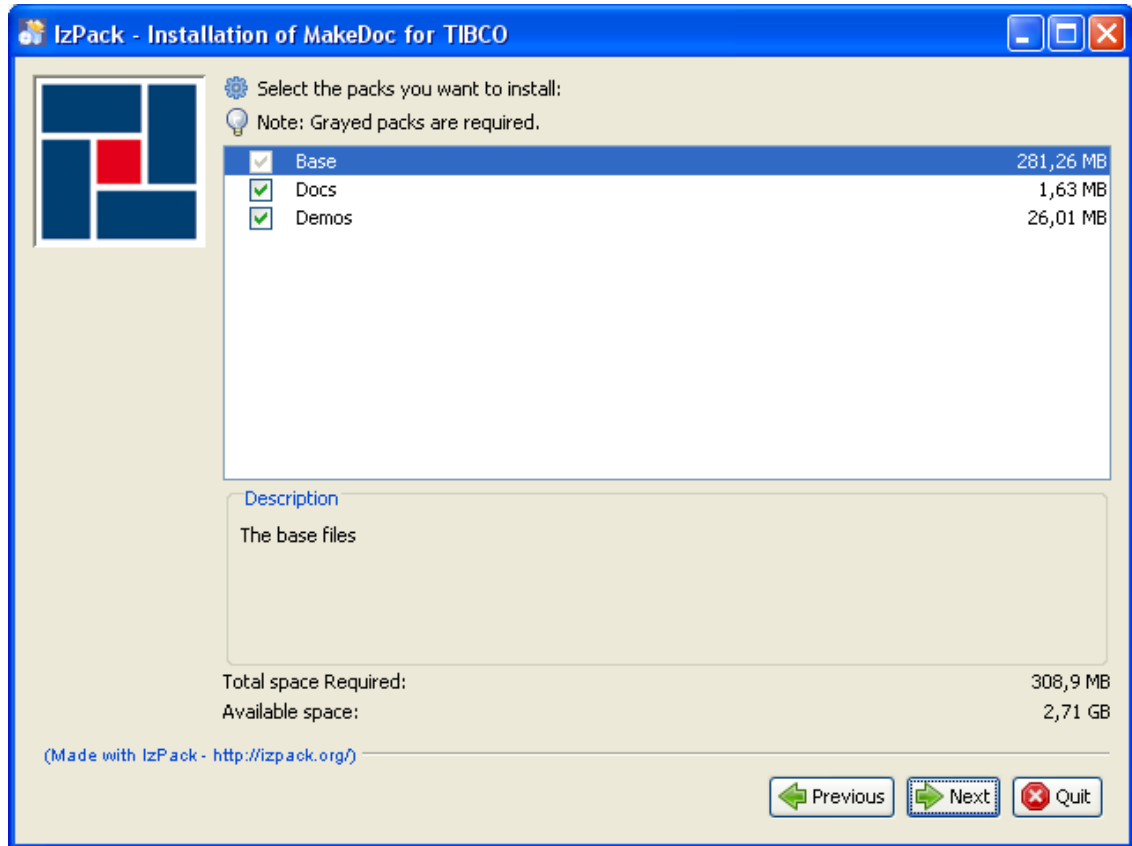 IzPack - Installation of MakeDoc for TIBCO
Select the packs you want to install:
Note: Grayed packs are required.
Base 281,26 MB
Docs 1,63 MB
Demos 26,01 MB
Description
The base files
Total space Required: 308,9 MB
Available space: 2,71 GB
(Made with IzPack - http://izpack.org/)
Previous Next Quit